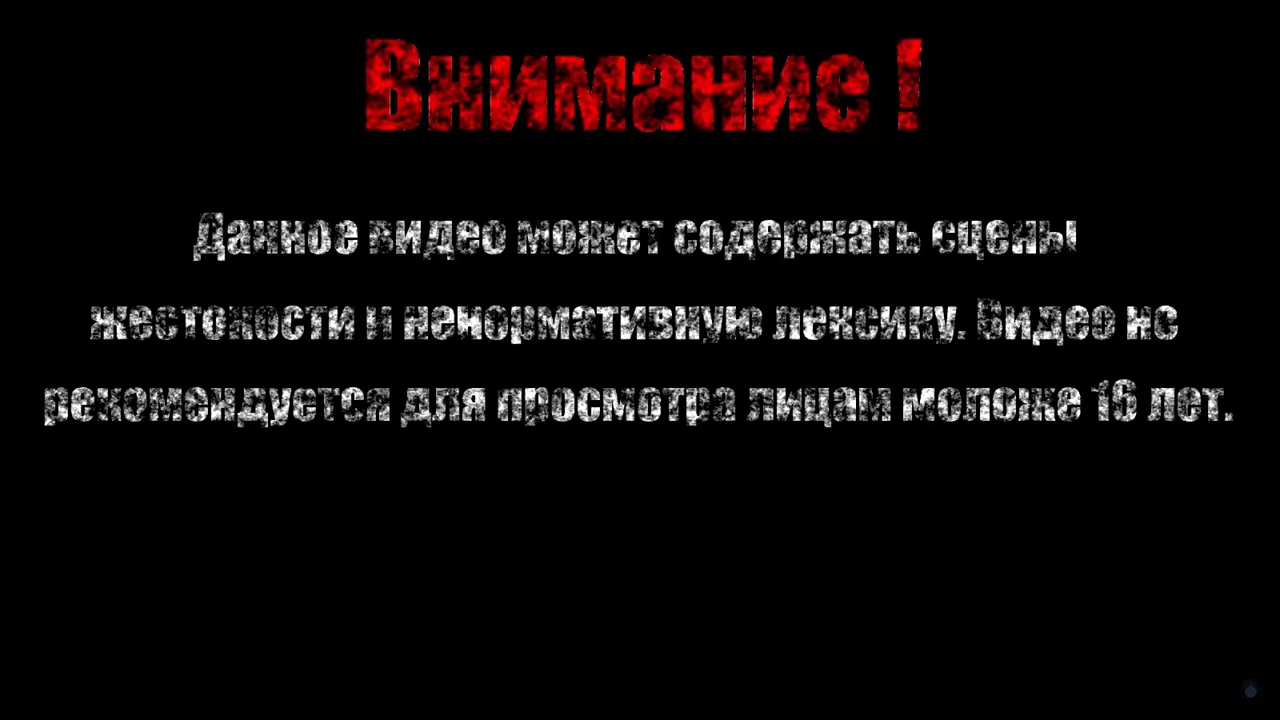 Внимание !
Данное видео может содержать сцены
жестокости и ненормативную лексику. Видео не
рекомендуется для просмотра лицам моложе 16 лет.